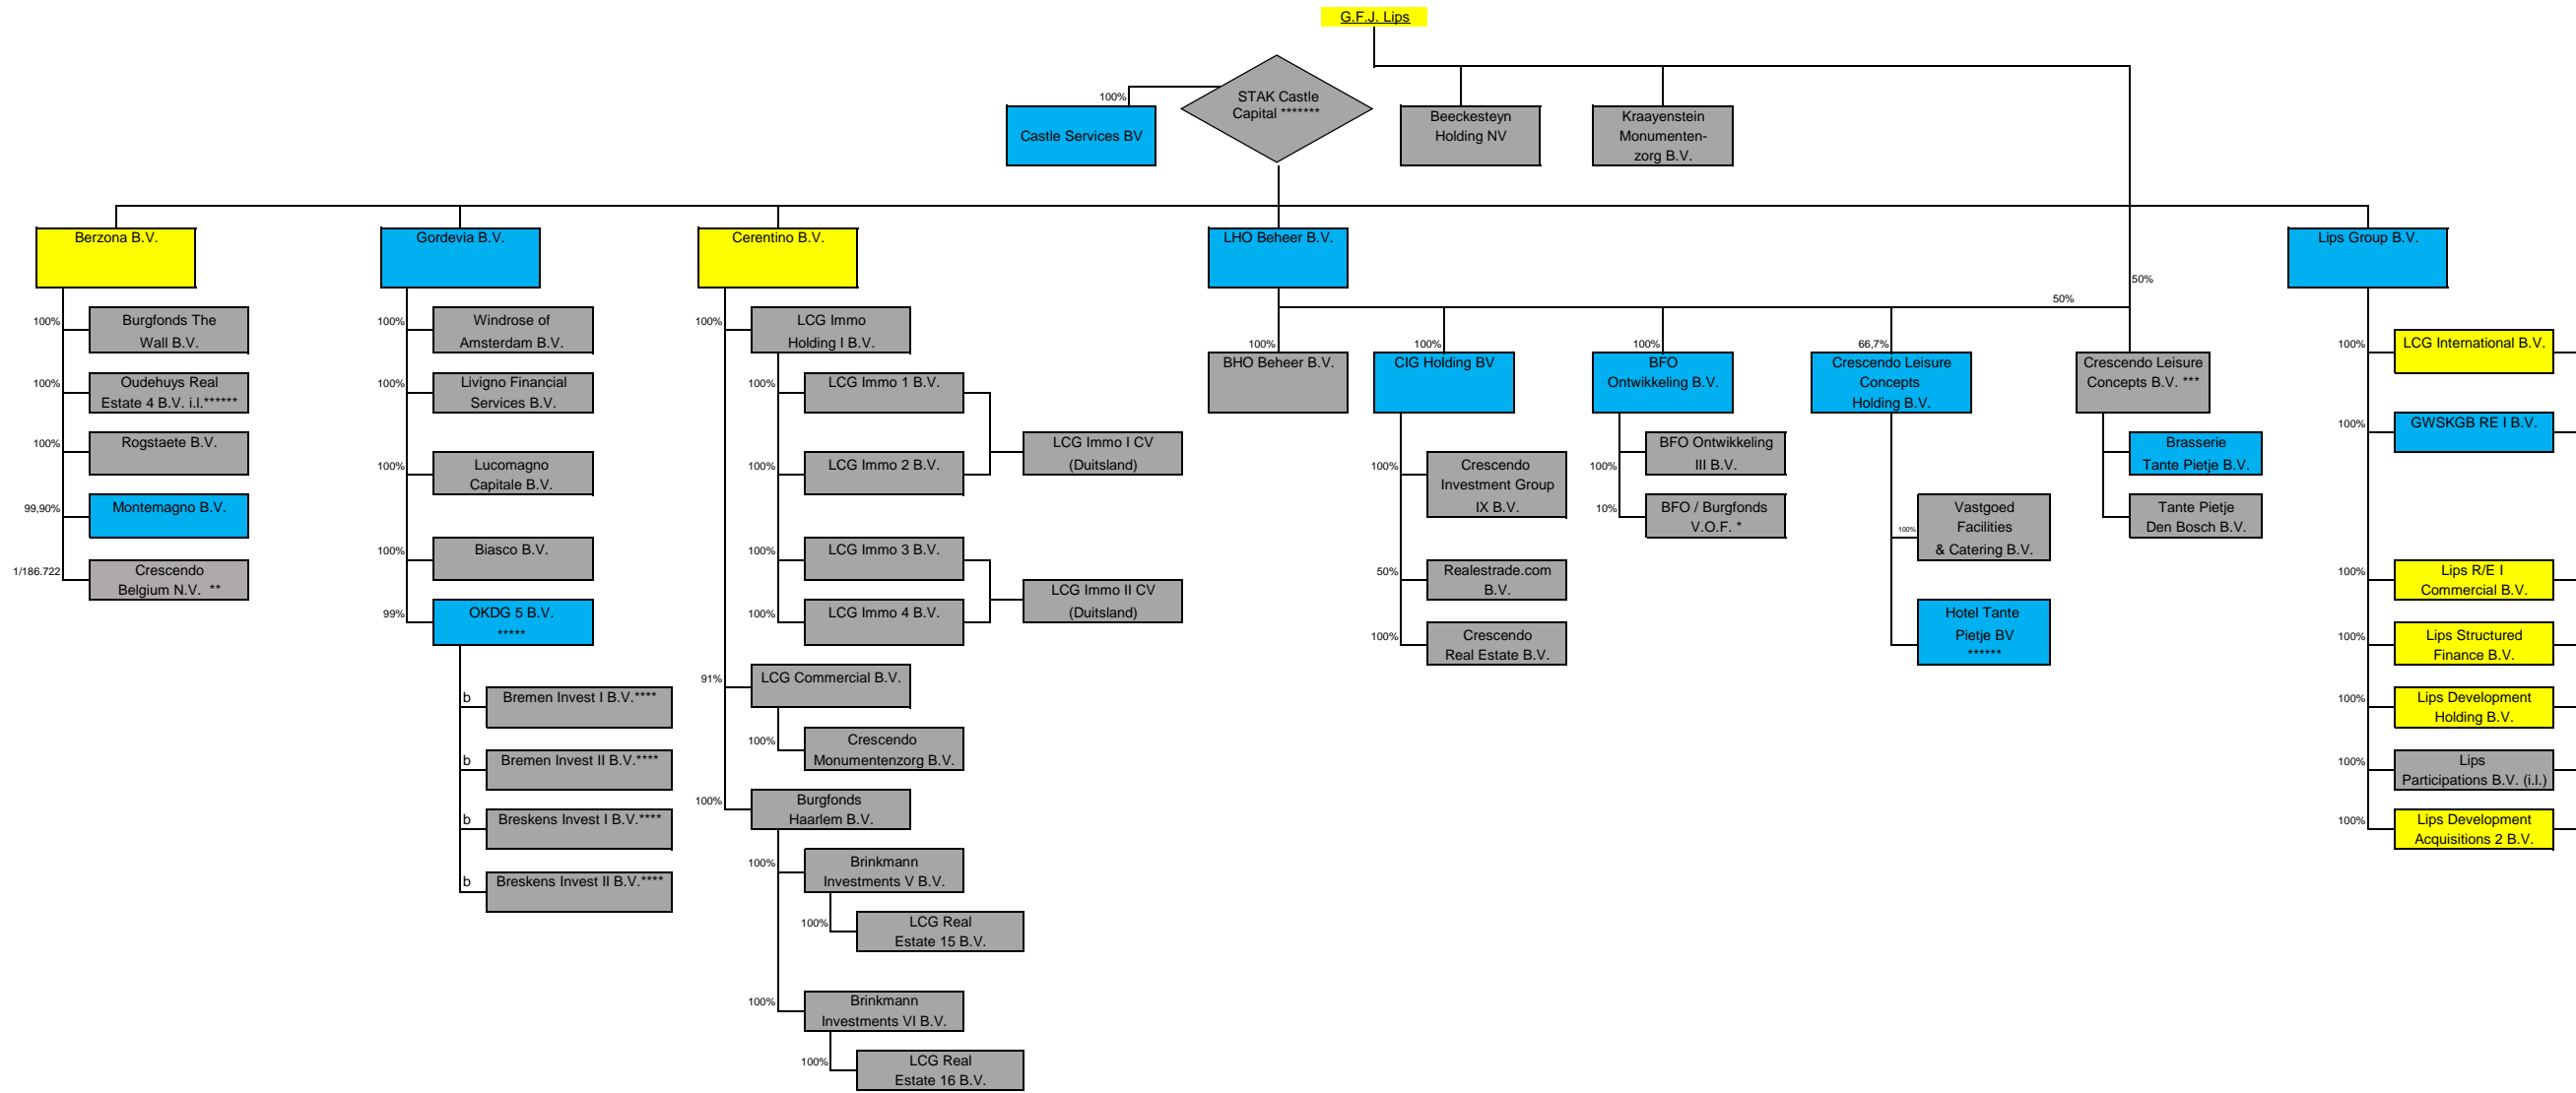 G.F.J. Lips
STAK Castle
Capital *******
100%
Castle Services BV
Beeckesteyn
Holding NV
Kraayenstein
Monumenten-
zorg B.V.
Berzona B.V.
100%
Burgfonds The
Wall B.V.
100%
Oudehuys Real
Estate 4 B.V. i.l.******
100%
Rogstaete B.V.
99,90%
Montemagno B.V.
1/186.722
Crescendo
Belgium N.V. **
Gordevia B.V.
100%
Windrose of
Amsterdam B.V.
100%
Livigno Financial
Services B.V.
100%
Lucomagno
Capitale B.V.
100%
Biasco B.V.
99%
OKDG 5 B.V.
*****
b
Bremen Invest I B.V.****
b
Bremen Invest II B.V.****
b
Breskens Invest I B.V.****
b
Breskens Invest II B.V.****
Cerentino B.V.
100%
LCG Immo
Holding I B.V.
100%
LCG Immo 1 B.V.
100%
LCG Immo 2 B.V.
LCG Immo I CV
(Duitsland)
100%
LCG Immo 3 B.V.
100%
LCG Immo 4 B.V.
LCG Immo II CV
(Duitsland)
91%
LCG Commercial B.V.
100%
Crescendo
Monumentenzorg B.V.
100%
Burgfonds
Haarlem B.V.
100%
Brinkmann
Investments V B.V.
100%
LCG Real
Estate 15 B.V.
100%
Brinkmann
Investments VI B.V.
100%
LCG Real
Estate 16 B.V.
LHO Beheer B.V.
100%
BHO Beheer B.V.
100%
CIG Holding BV
100%
Crescendo
Investment Group
IX B.V.
50%
Realestrade.com
B.V.
100%
Crescendo
Real Estate B.V.
100%
BFO
Ontwikkeling B.V.
100%
BFO Ontwikkeling
III B.V.
10%
BFO / Burgfonds
V.O.F. *
66,7%
Crescendo Leisure
Concepts
Holding B.V.
100%
Vastgoed
Facilities
& Catering B.V.
Hotel Tante
Pietje BV
******
50%
50%
Crescendo Leisure
Concepts B.V. ***
Brasserie
Tante Pietje B.V.
Tante Pietje
Den Bosch B.V.
Lips Group B.V.
100%
LCG International B.V.
100%
GWSKGB RE I B.V.
100%
Lips R/E I
Commercial B.V.
100%
Lips Structured
Finance B.V.
100%
Lips Development
Holding B.V.
100%
Lips
Participations B.V. (i.l.)
100%
Lips Development
Acquisitions 2 B.V.